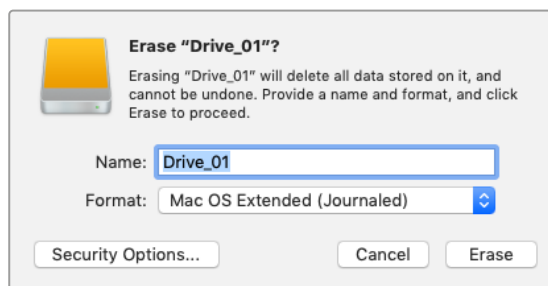 Erase “Drive_01”?
Erasing “Drive_01” will delete all data stored on it, and
cannot be undone. Provide a name and format, and click
Erase to proceed.
Name: Drive_01
Format: Mac OS Extended (Journaled)
Security Options... Cancel Erase